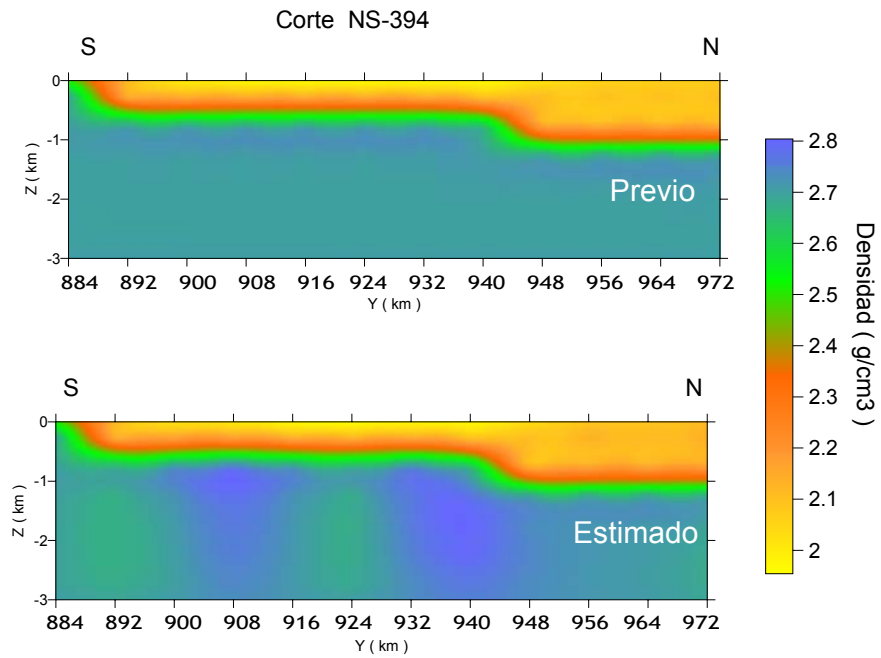 Corte NS-394
S N
0
-1
-2
-3
Z ( km )
Previo
884 892 900 908 916 924 932 940 948 956 964 972
Y ( km )
S N
0
-1
-2
-3
Z ( km )
Estimado
884 892 900 908 916 924 932 940 948 956 964 972
Y ( km )
2.8
2.7
2.6
2.5
2.4
2.3
2.2
2.1
2
Densidad ( g/cm3 )